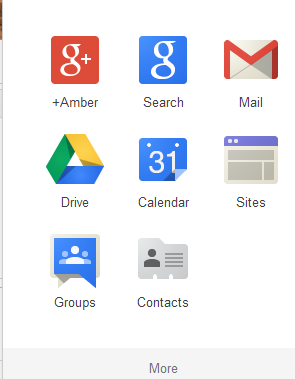 g+
g
+Amber
Search
Mail
31
Drive
Calendar
Sites
Groups
Contacts
More